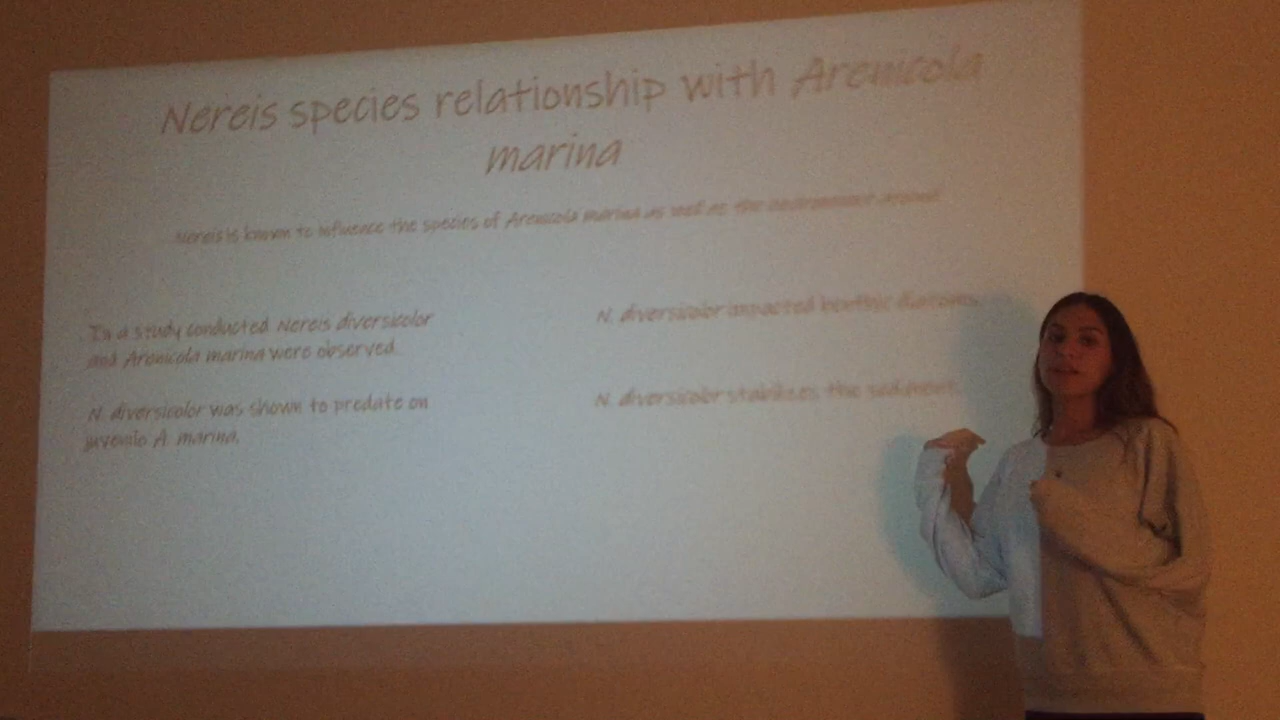 Nereis species relationship with Arenicola
marina
Nereis is known to influence the species of Arenicola marina as well as the environment around.
In a study conducted Nereis diversicolor
and Arenicola marina were observed.
N. diversicolor was shown to predate on
juvenile A. marina.
N. diversicolor impacted benthic diatoms.
N. diversicolor stabilizes the sediment.